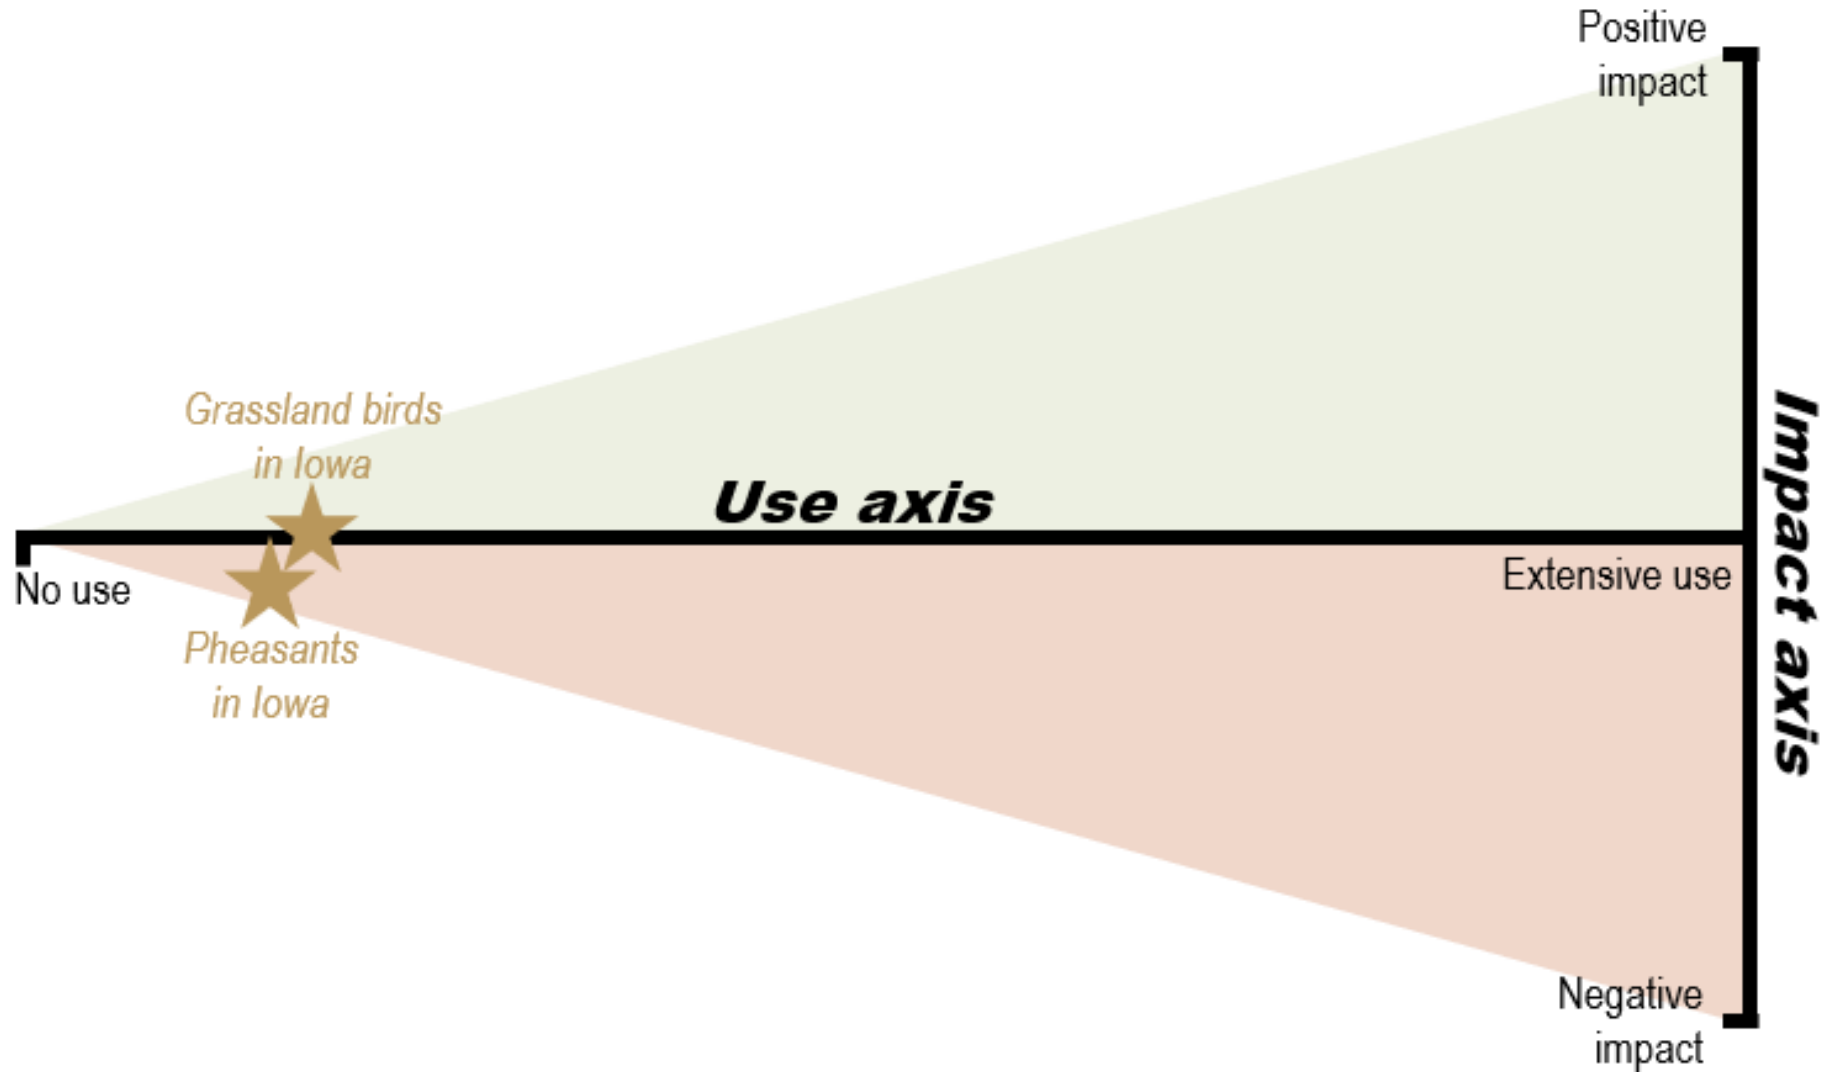 Positive
impact
Grassland birds
in Iowa
Use axis
No use
Extensive use
Pheasants
in Iowa
Impact axis
Negative
impact